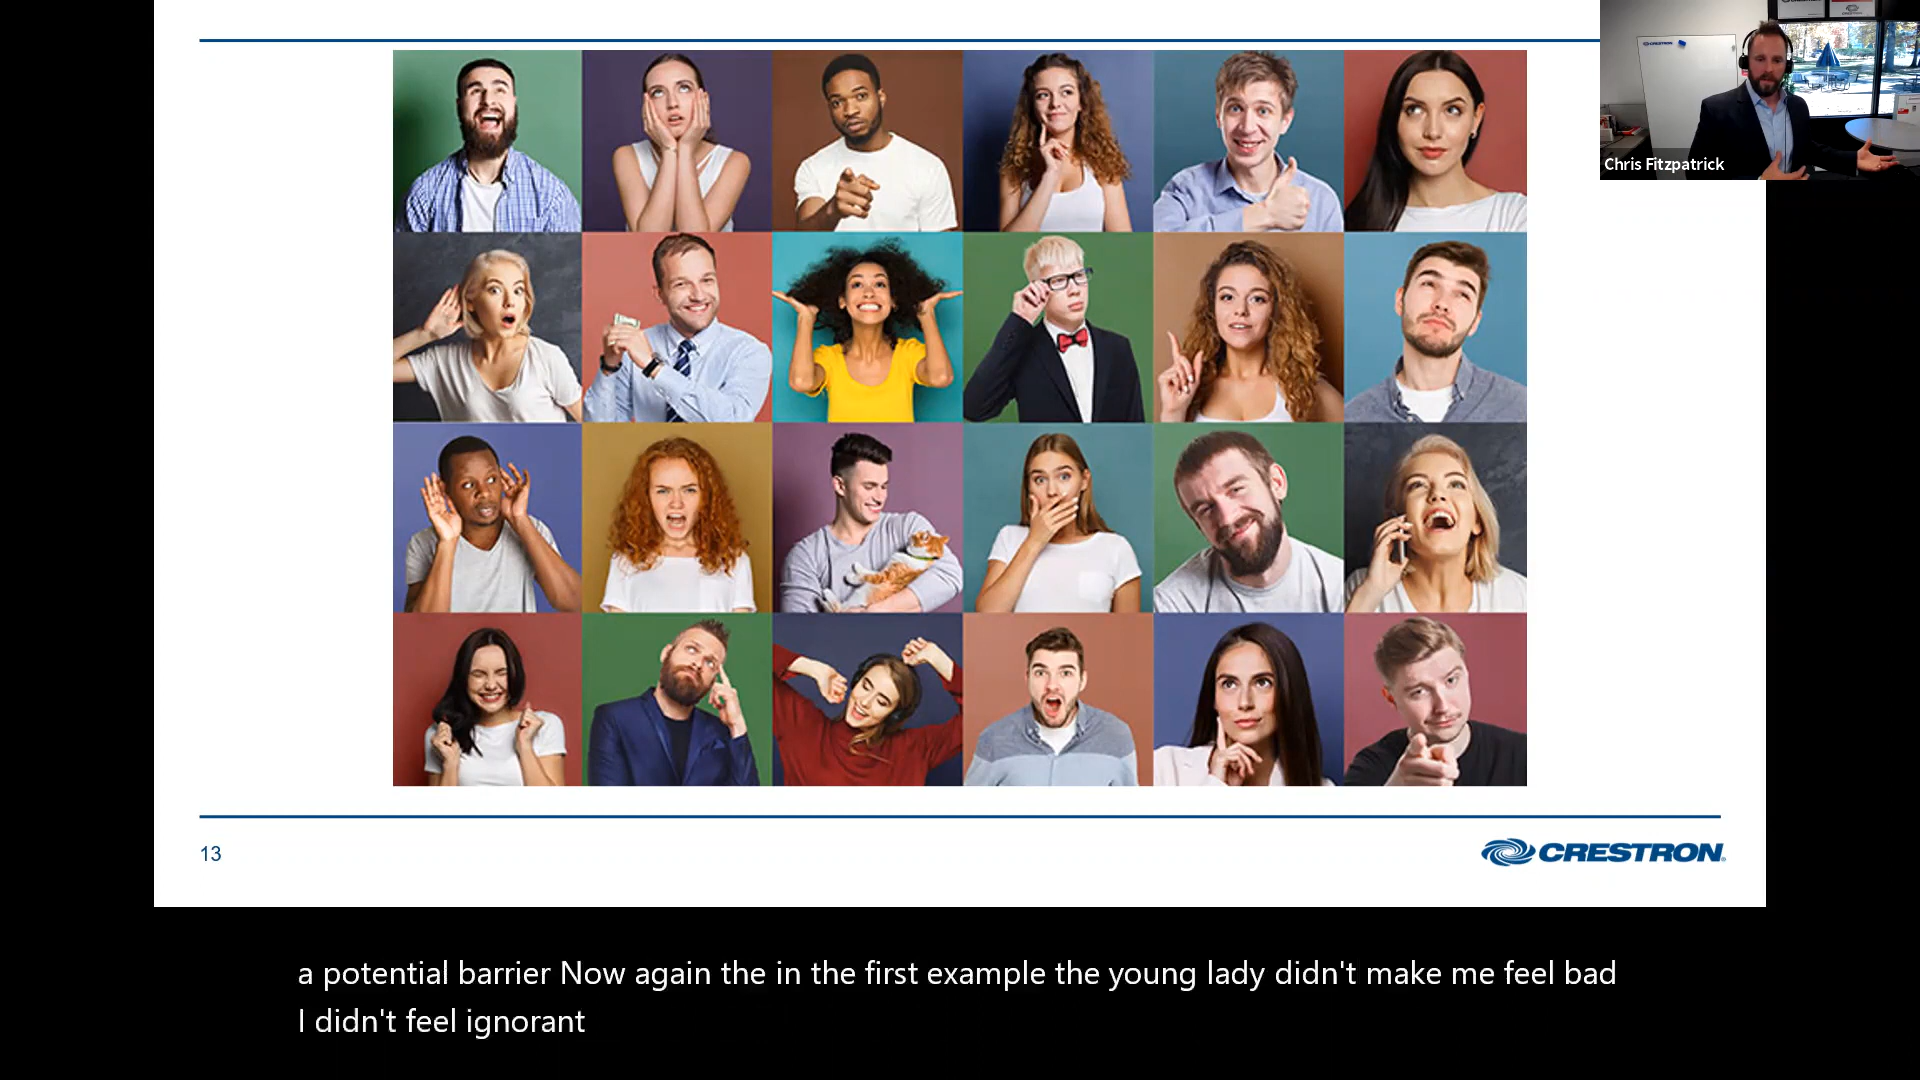 CRESTRON
Chris Fitzpatrick
13
CRESTRON
a potential barrier Now again the in the first example the young lady didn't make me feel bad
I didn't feel ignorant